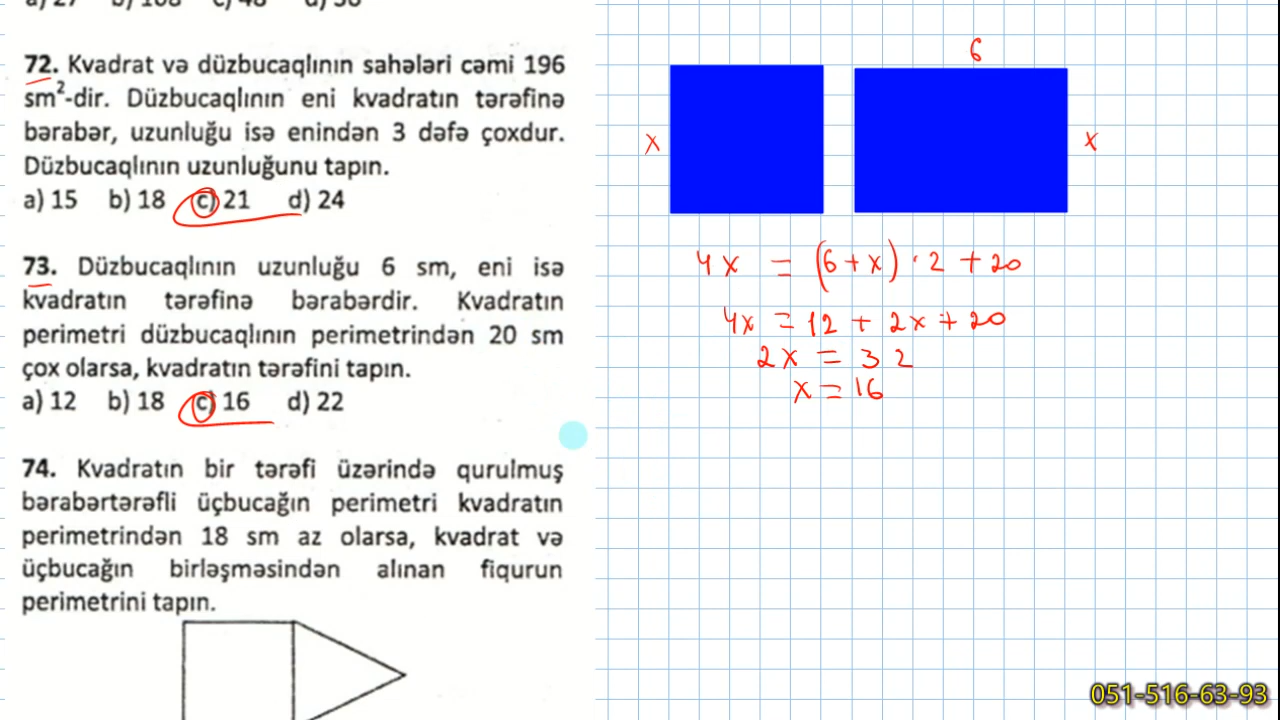 a) 27 b) 108 c) 48 d) 36
72. Kvadrat və düzbucaqlının sahələri cəmi 196
sm²-dir. Düzbucaqlının eni kvadratın tərəfinə
bərabər, uzunluğu isə enindən 3 dəfə çoxdur.
Düzbucaqlının uzunluğunu tapın.
a) 15 b) 18 c) 21 d) 24
73. Düzbucaqlının uzunluğu 6 sm, eni isə
kvadratın tərəfinə bərabərdir. Kvadratın
perimetri düzbucaqlının perimetrindən 20 sm
çox olarsa, kvadratın tərəfini tapın.
a) 12 b) 18 c) 16 d) 22
74. Kvadratın bir tərəfi üzərində qurulmuş
bərabərtərəfli üçbucağın perimetri kvadratın
perimetrindən 18 sm az olarsa, kvadrat və
üçbucağın birləşməsindən alınan fiqurun
perimetrini tapın.
6
x x
4x = (6+x)·2 +20
4x = 12 + 2x + 20
2x = 32
x = 16
051-516-63-93